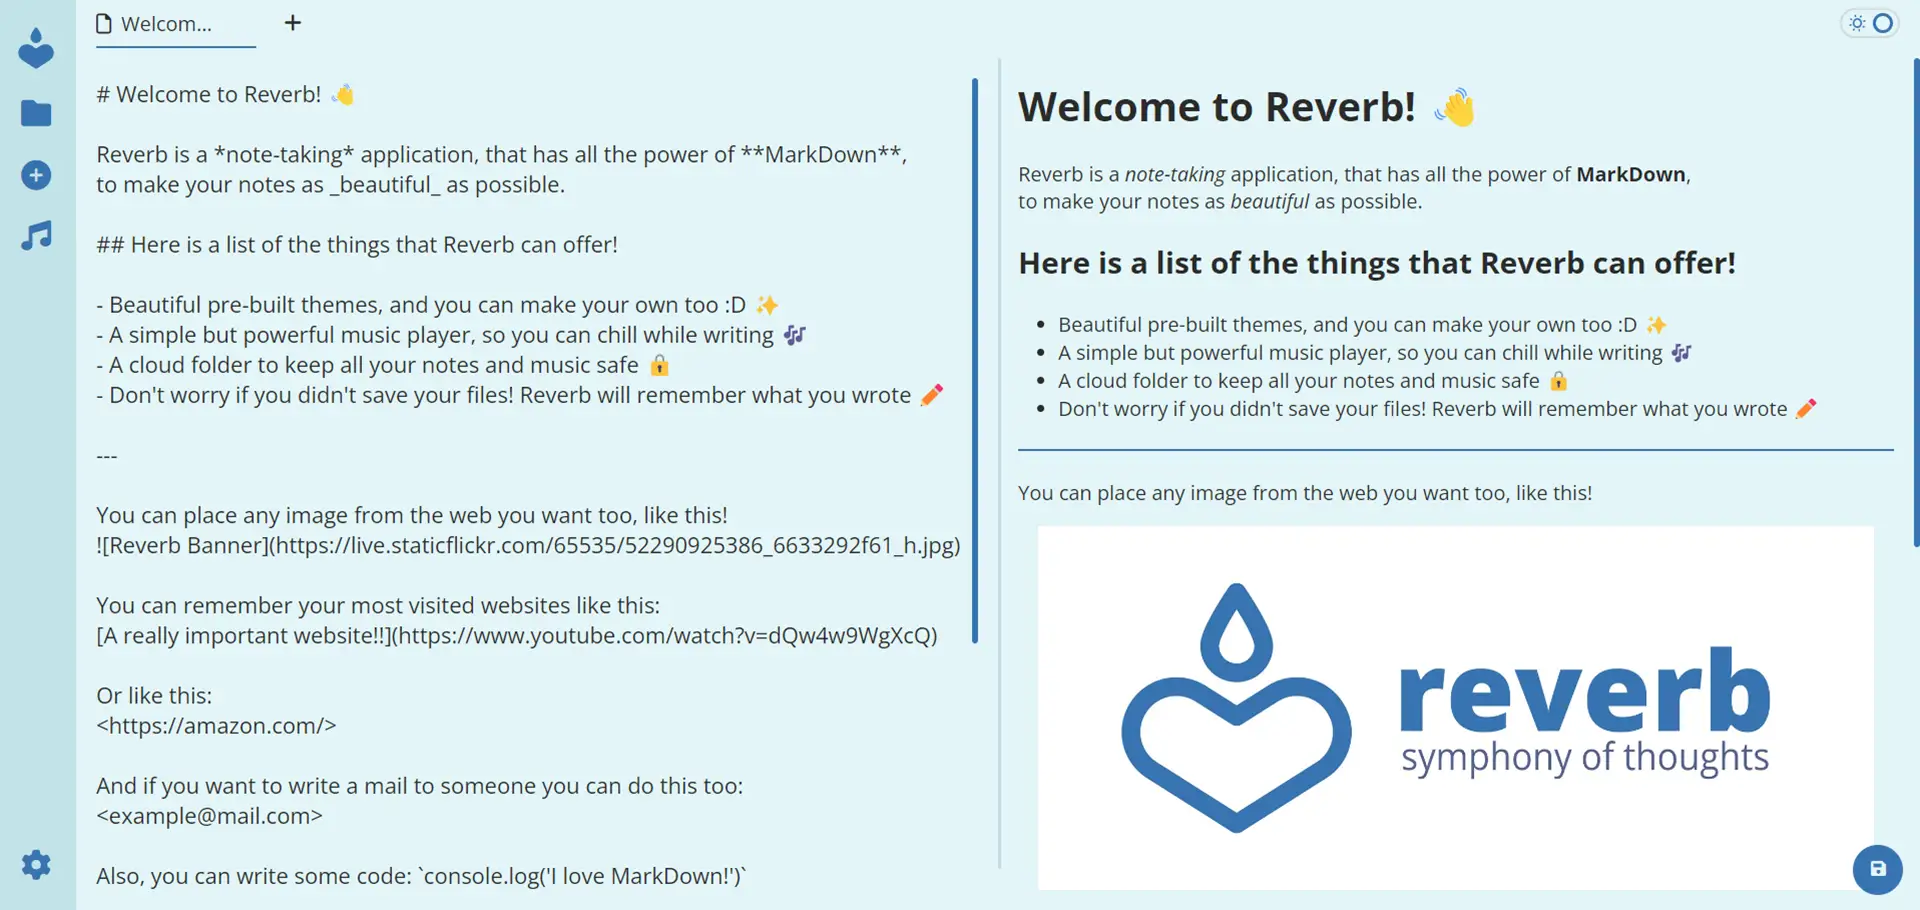 Welcom...
# Welcome to Reverb! 👋
Reverb is a *note-taking* application, that has all the power of **MarkDown**,
to make your notes as _beautiful_ as possible.
## Here is a list of the things that Reverb can offer!
- Beautiful pre-built themes, and you can make your own too :D ✨
- A simple but powerful music player, so you can chill while writing 🎶
- A cloud folder to keep all your notes and music safe 🔒
- Don't worry if you didn't save your files! Reverb will remember what you wrote ✏️
---
You can place any image from the web you want too, like this!
![Reverb Banner](https://live.staticflickr.com/65535/52290925386_6633292f61_h.jpg)
You can remember your most visited websites like this:
[A really important website!!](https://www.youtube.com/watch?v=dQw4w9WgXcQ)
Or like this:
<https://amazon.com/>
And if you want to write a mail to someone you can do this too:
<example@mail.com>
Also, you can write some code: `console.log('I love MarkDown!')`
Welcome to Reverb! 👋
Reverb is a note-taking application, that has all the power of MarkDown,
to make your notes as beautiful as possible.
Here is a list of the things that Reverb can offer!
• Beautiful pre-built themes, and you can make your own too :D ✨
• A simple but powerful music player, so you can chill while writing 🎶
• A cloud folder to keep all your notes and music safe 🔒
• Don't worry if you didn't save your files! Reverb will remember what you wrote ✏️
You can place any image from the web you want too, like this!
reverb
symphony of thoughts